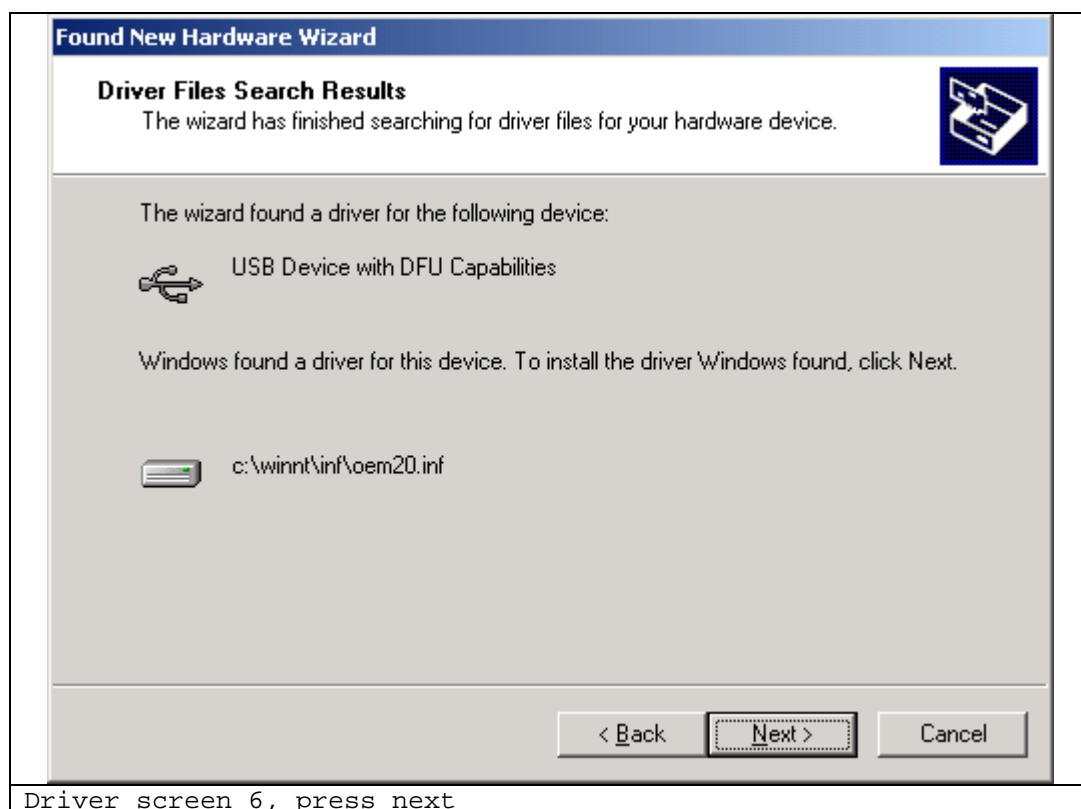 Found New Hardware Wizard
Driver Files Search Results
The wizard has finished searching for driver files for your hardware device.
The wizard found a driver for the following device:
USB Device with DFU Capabilities
Windows found a driver for this device. To install the driver Windows found, click Next.
c:\winnt\inf\oem20.inf
< Back
Next >
Cancel
Driver screen 6, press next